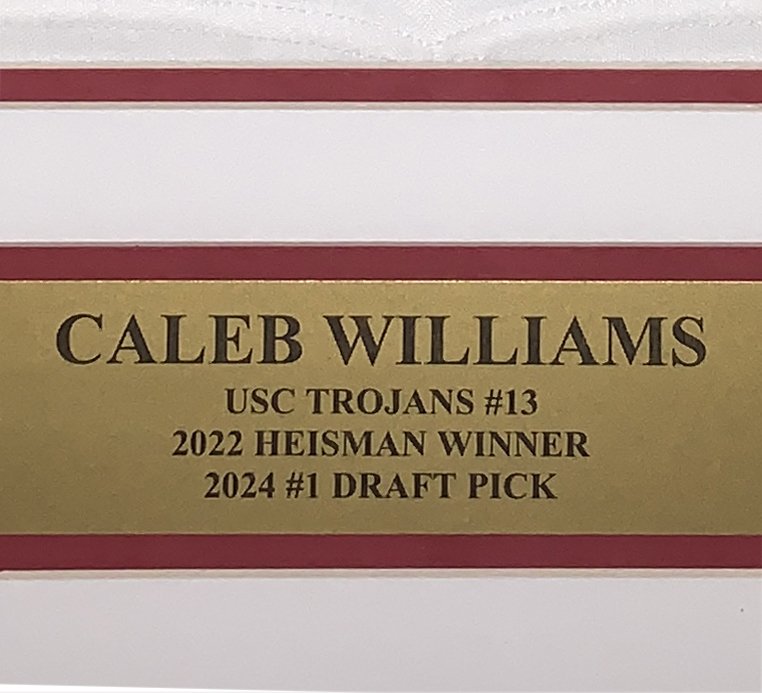 CALEB WILLIAMS
USC TROJANS #13
2022 HEISMAN WINNER
2024 #1 DRAFT PICK